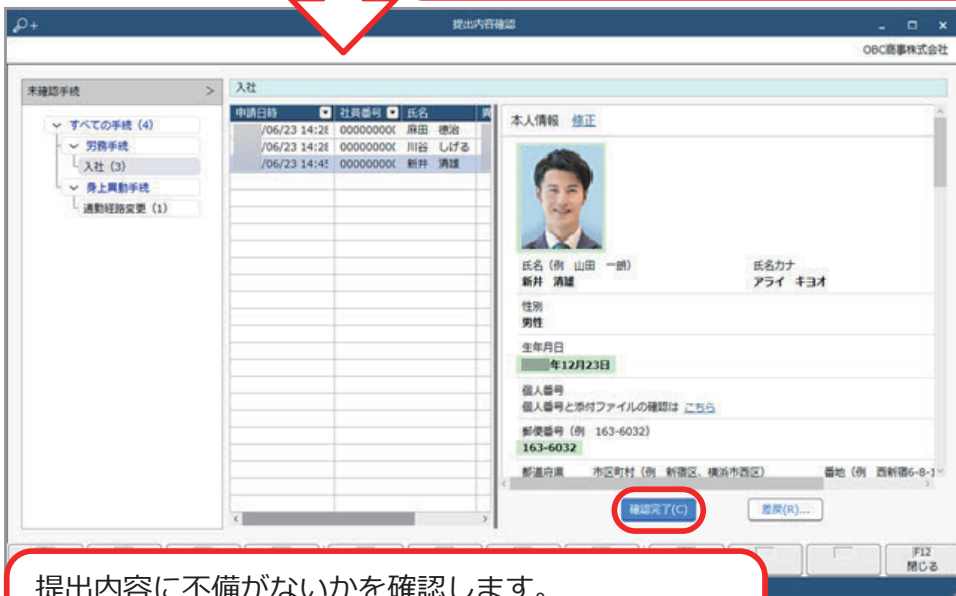 提出内容確認
OBC商事株式会社
未確認手続 >
すべての手続 (4)
労務手続
入社 (3)
身上異動手続
通勤経路変更 (1)
入社
申請日時 社員番号 氏名
/06/23 14:28 00000000 麻田 徳治
/06/23 14:28 00000000 川谷 しげる
/06/23 14:45 00000000 新井 清雄
本人情報 修正
氏名 (例 山田 一朗) 氏名カナ
新井 清雄 アライ キヨオ
性別
男性
生年月日
年12月23日
個人番号
個人番号と添付ファイルの確認は こちら
郵便番号 (例 163-6032)
163-6032
都道府県 市区町村 (例 新宿区、横浜市西区) 番地 (例 西新宿6-8-1
確認完了(C) 差戻(R)...
F12
閉じる
提出内容に不備がないかを確認します。